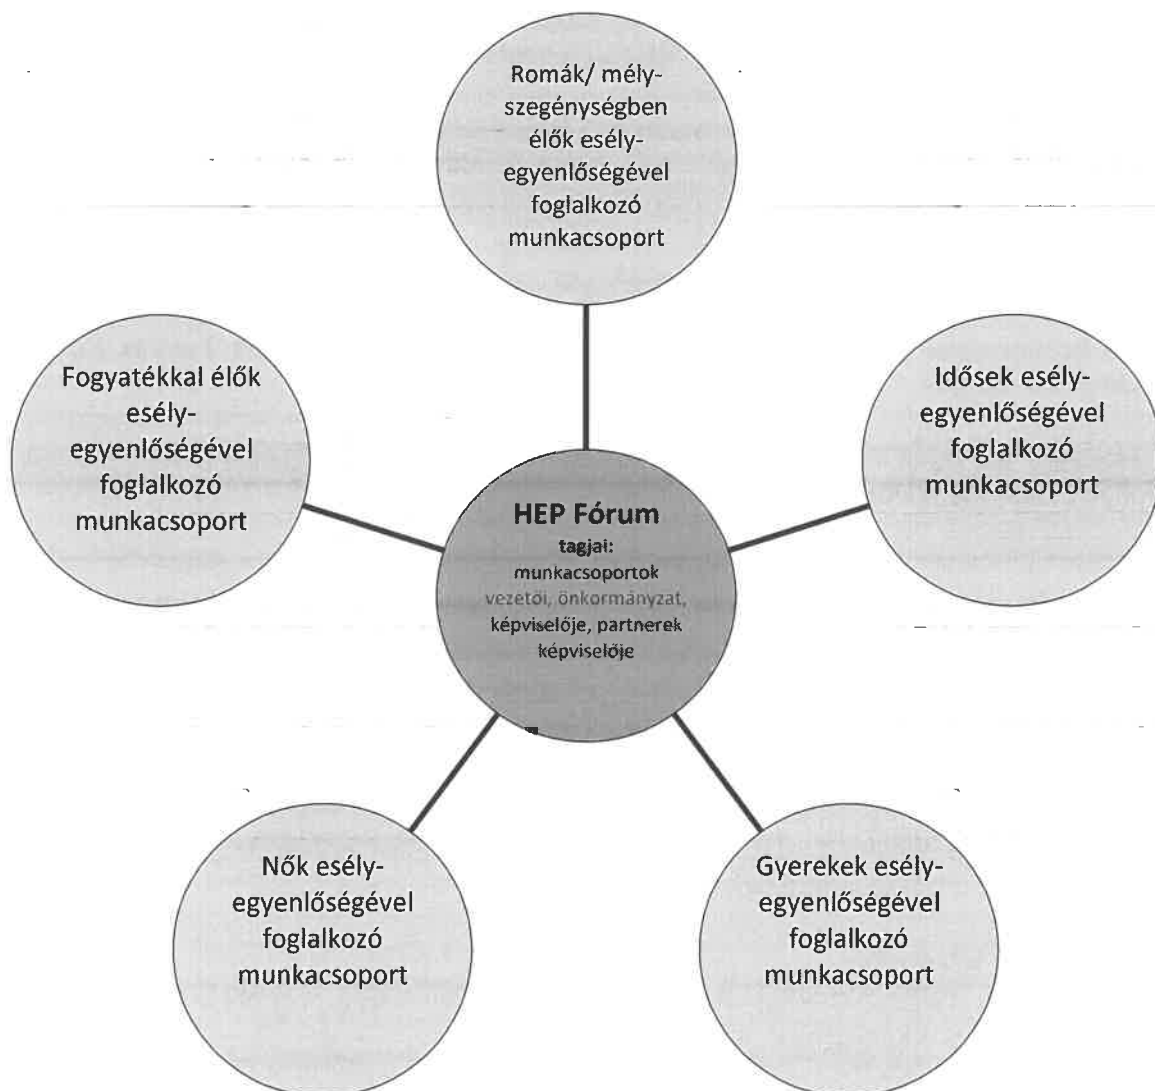 Romák/ mély-
szegénységben
élők esély-
egyenlőségével
foglalkozó
munkacsoport
Fogyatékkal élők
esély-
egyenlőségével
foglalkozó
munkacsoport
Idősek esély-
egyenlőségével
foglalkozó
munkacsoport
HEP Fórum
tagjai:
munkacsoportok
vezetői, önkormányzat,
képviselője, partnerek
képviselője
Nők esély-
egyenlőségével
foglalkozó
munkacsoport
Gyerekek esély-
egyenlőségével
foglalkozó
munkacsoport